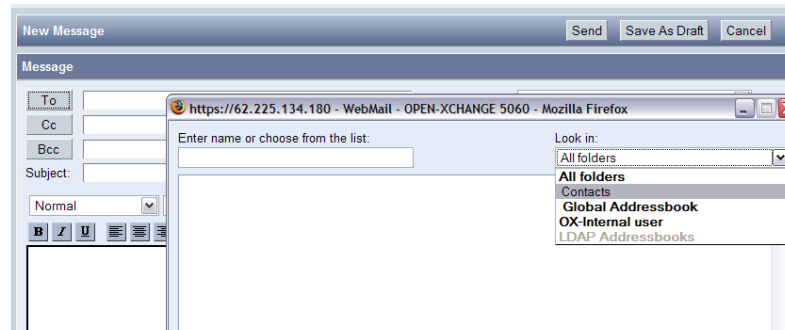 New Message
Send
Save As Draft
Cancel
Message
To
Cc
Bcc
Subject:
Normal
B I U
https://62.225.134.180 - WebMail - OPEN-XCHANGE 5060 - Mozilla Firefox
Enter name or choose from the list:
Look in:
All folders
All folders
Contacts
Global Addressbook
OX-Internal user
LDAP Addressbooks